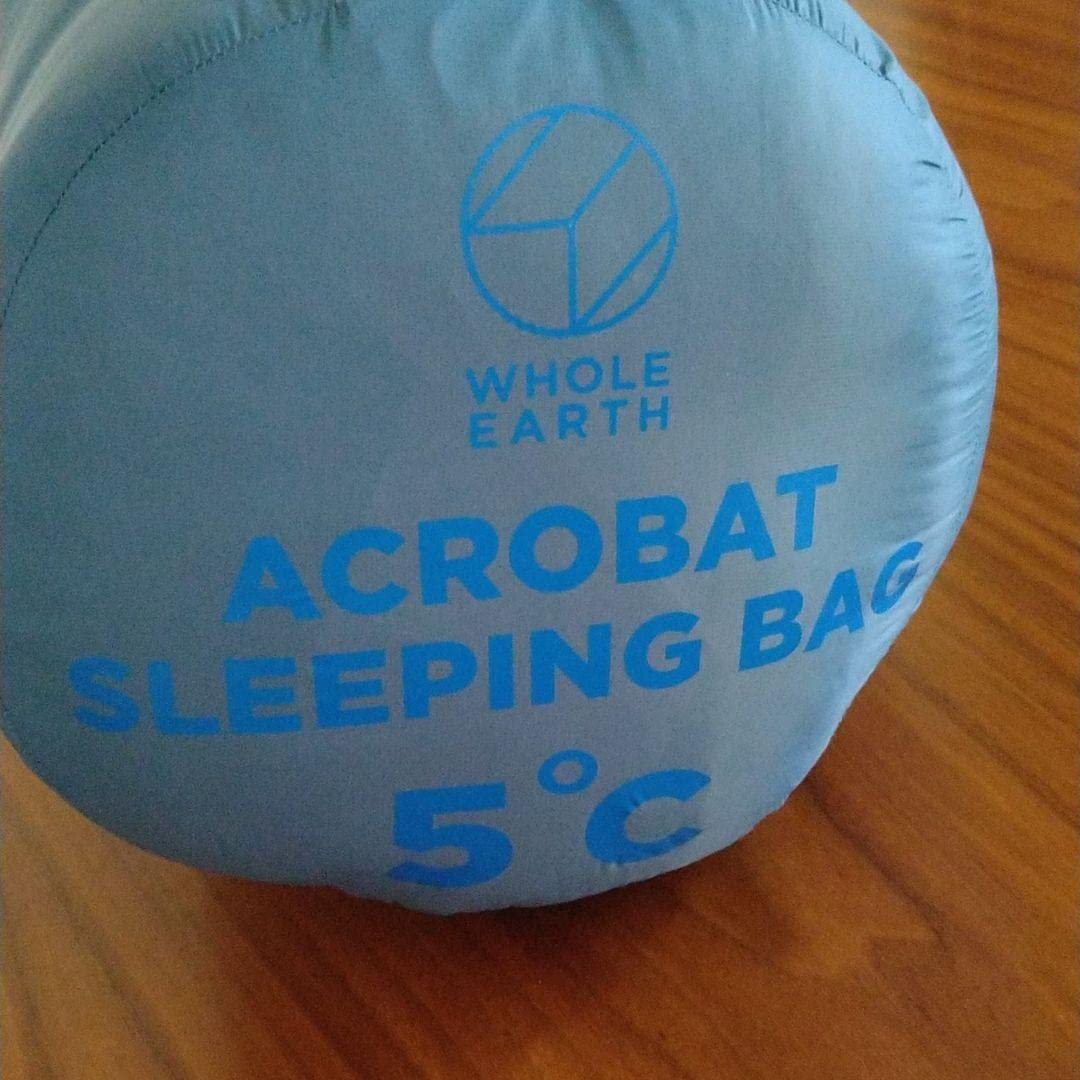 WHOLE
EARTH
ACROBAT
SLEEPING BAG
5°C